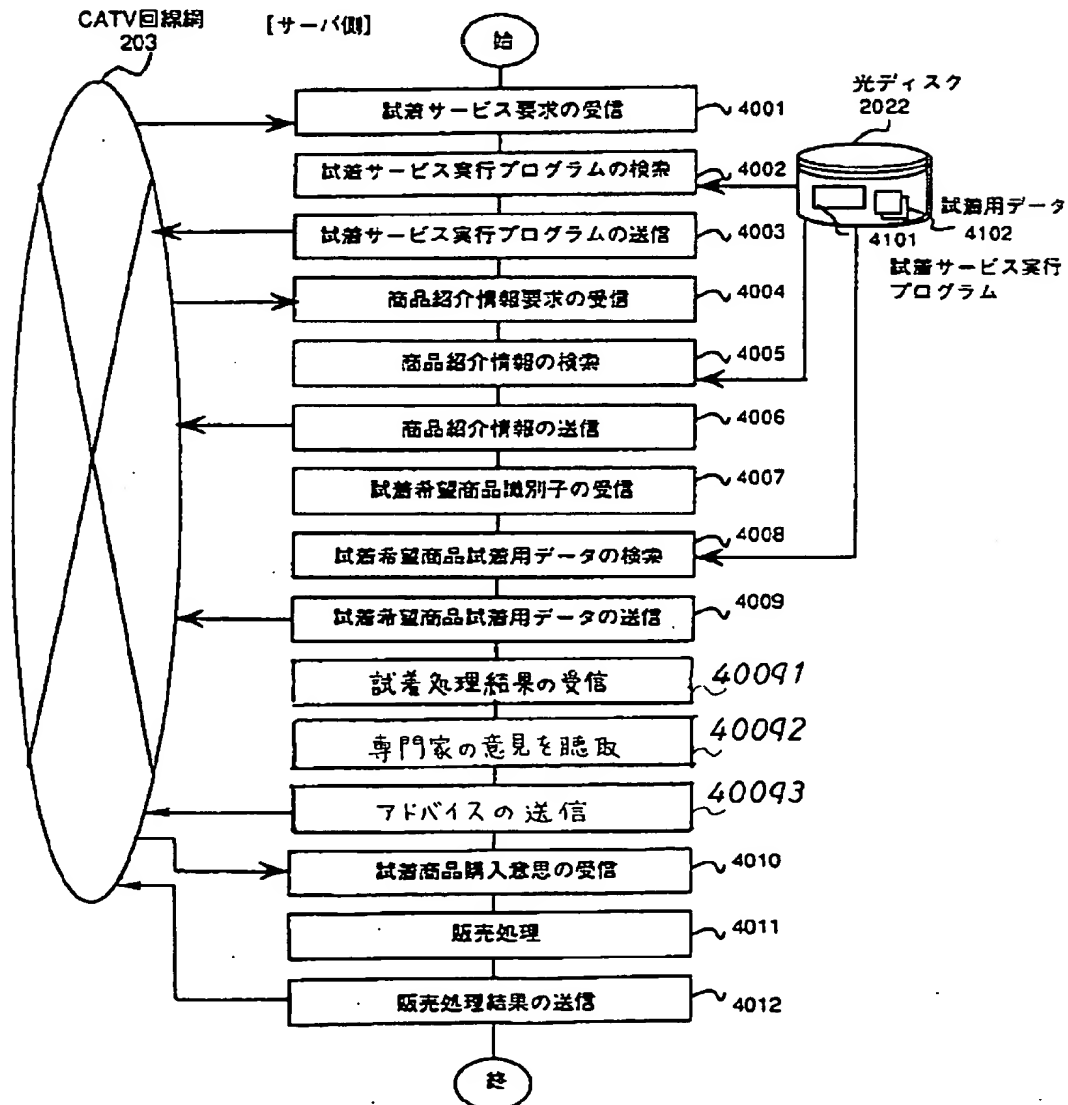 CATV回線網
203
【サーバ側】
始
光ディスク
2022
試着サービス要求の受信
4001
試着サービス実行プログラムの検索
4002
試着サービス実行プログラムの送信
4003
試着用データ
4102
4101
試着サービス実行
プログラム
商品紹介情報要求の受信
4004
商品紹介情報の検索
4005
商品紹介情報の送信
4006
試着希望商品識別子の受信
4007
試着希望商品試着用データの検索
4008
試着希望商品試着用データの送信
4009
試着処理結果の受信
40091
専門家の意見を聴取
40092
アドバイスの送信
40093
試着商品購入意思の受信
4010
販売処理
4011
販売処理結果の送信
4012
終